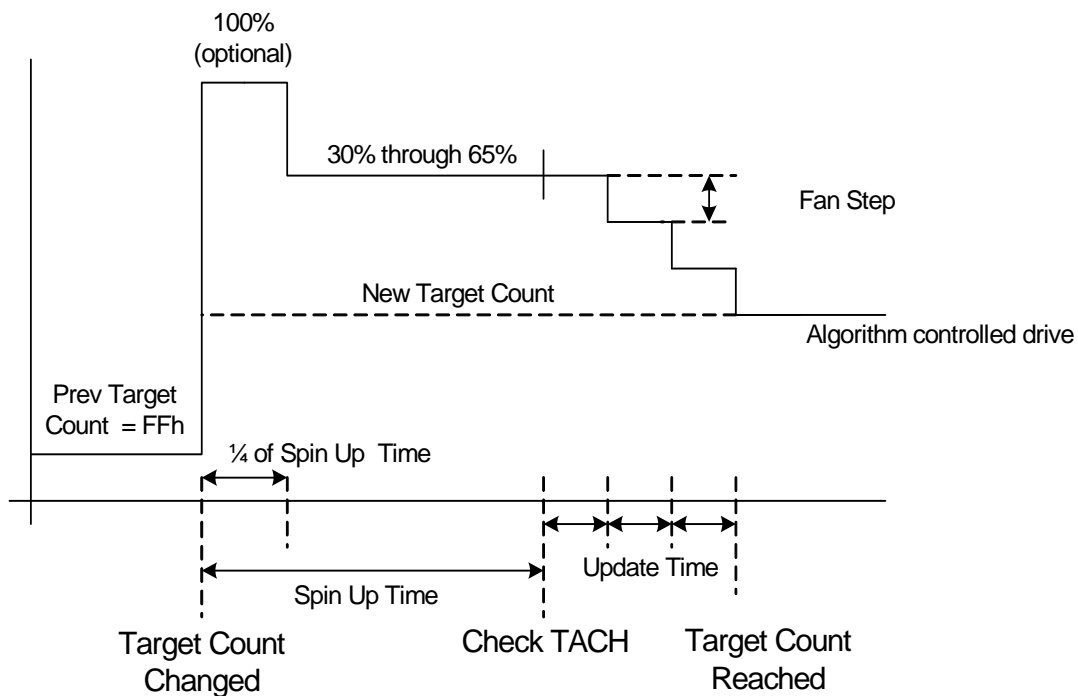 100%
(optional)
30% through 65%
Fan Step
New Target Count
Algorithm controlled drive
Prev Target
Count = FFh
¼ of Spin Up Time
Update Time
Spin Up Time
Target Count
Changed
Check TACH
Target Count
Reached